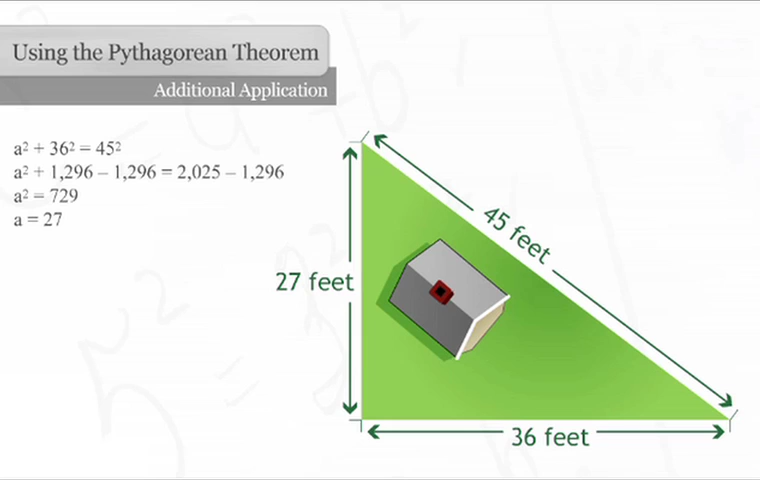 Using the Pythagorean Theorem
Additional Application
a² + 36² = 45²
a² + 1,296 – 1,296 = 2,025 – 1,296
a² = 729
a = 27
45 feet
27 feet
36 feet